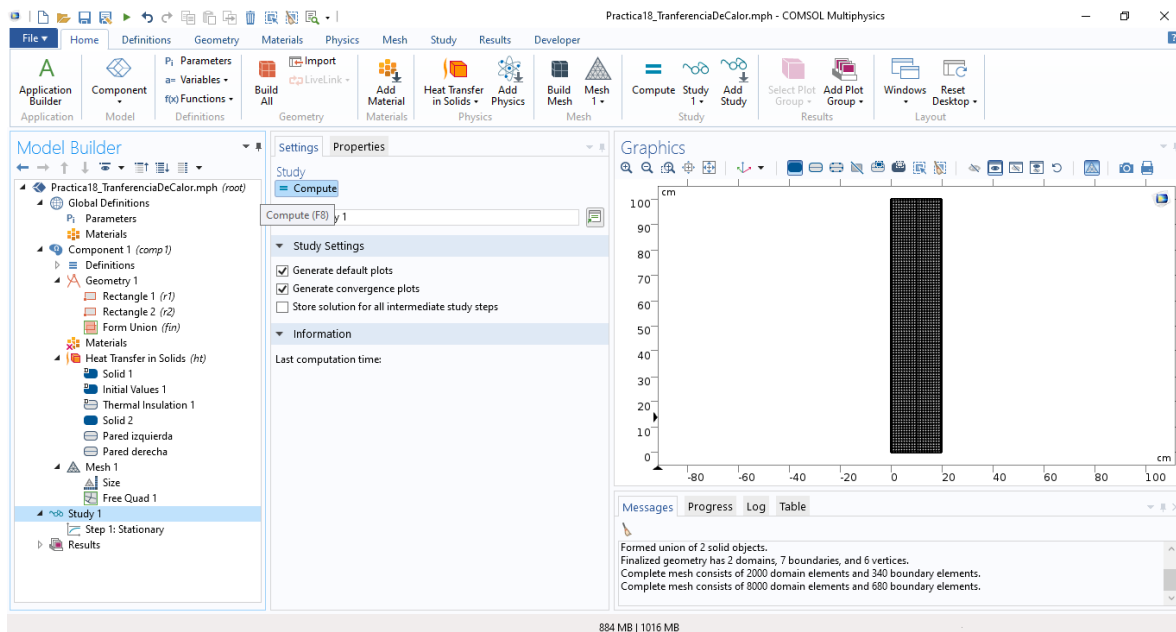 Practica18_TranferenciaDeCalor.mph - COMSOL Multiphysics
File Home Definitions Geometry Materials Physics Mesh Study Results Developer
Application Builder
Application
Component
Model
Pi Parameters
a= Variables
f(x) Functions
Definitions
Build All
Import
LiveLink
Geometry
Add Material
Materials
Heat Transfer in Solids
Add Physics
Physics
Build Mesh
Mesh 1
Mesh
Compute
Study 1
Add Study
Study
Select Plot Group
Add Plot Group
Results
Windows
Reset Desktop
Layout
Model Builder
Practica18_TranferenciaDeCalor.mph (root)
Global Definitions
Pi Parameters
Materials
Component 1 (comp1)
Definitions
Geometry 1
Rectangle 1 (r1)
Rectangle 2 (r2)
Form Union (fin)
Materials
Heat Transfer in Solids (ht)
Solid 1
Initial Values 1
Thermal Insulation 1
Solid 2
Pared izquierda
Pared derecha
Mesh 1
Size
Free Quad 1
Study 1
Step 1: Stationary
Results
Settings Properties
Study
= Compute
Compute (F8)
y 1
Study Settings
Generate default plots
Generate convergence plots
Store solution for all intermediate study steps
Information
Last computation time:
Graphics
cm
100
90
80
70
60
50
40
30
20
10
0
cm
-80 -60 -40 -20 0 20 40 60 80 100
Messages Progress Log Table
Formed union of 2 solid objects.
Finalized geometry has 2 domains, 7 boundaries, and 6 vertices.
Complete mesh consists of 2000 domain elements and 340 boundary elements.
Complete mesh consists of 8000 domain elements and 680 boundary elements.
884 MB | 1016 MB